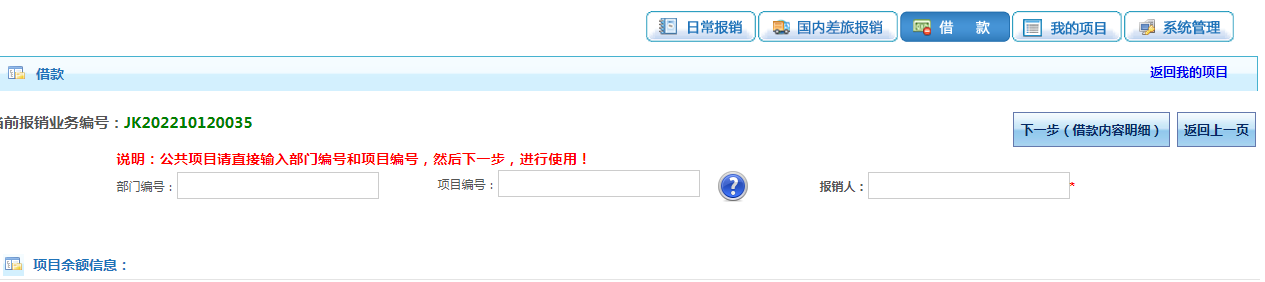 日常报销 国内差旅报销 借 款 我的项目 系统管理
借款 返回我的项目
前报销业务编号：JK202210120035 下一步（借款内容明细） 返回上一页
说明：公共项目请直接输入部门编号和项目编号，然后下一步，进行使用！
部门编号： 项目编号： ? 报销人： *
项目余额信息：